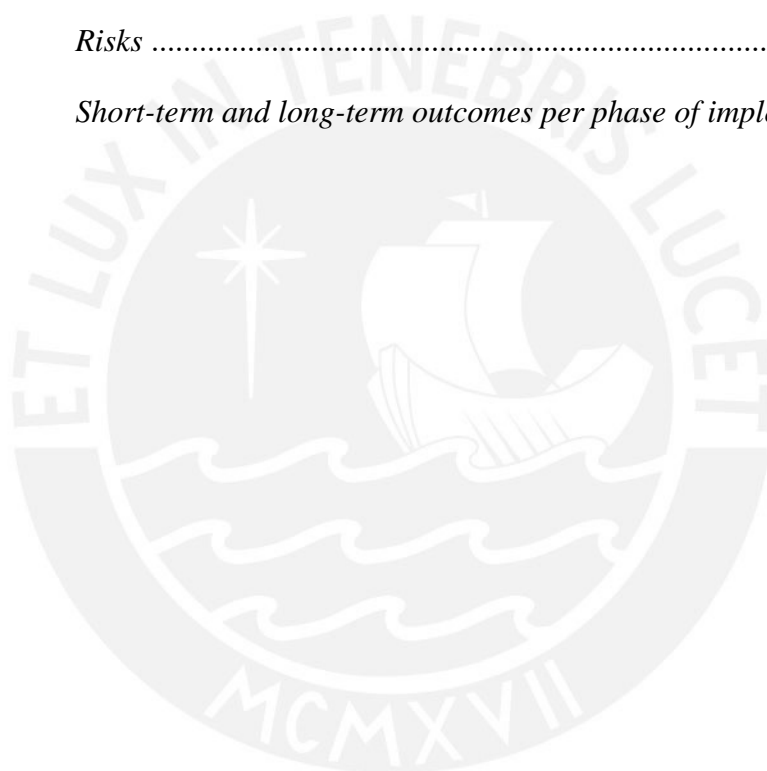 Risks ......................................................................................
Short-term and long-term outcomes per phase of
ET LUX IN TENEBRIS LUCET
MCMXVII